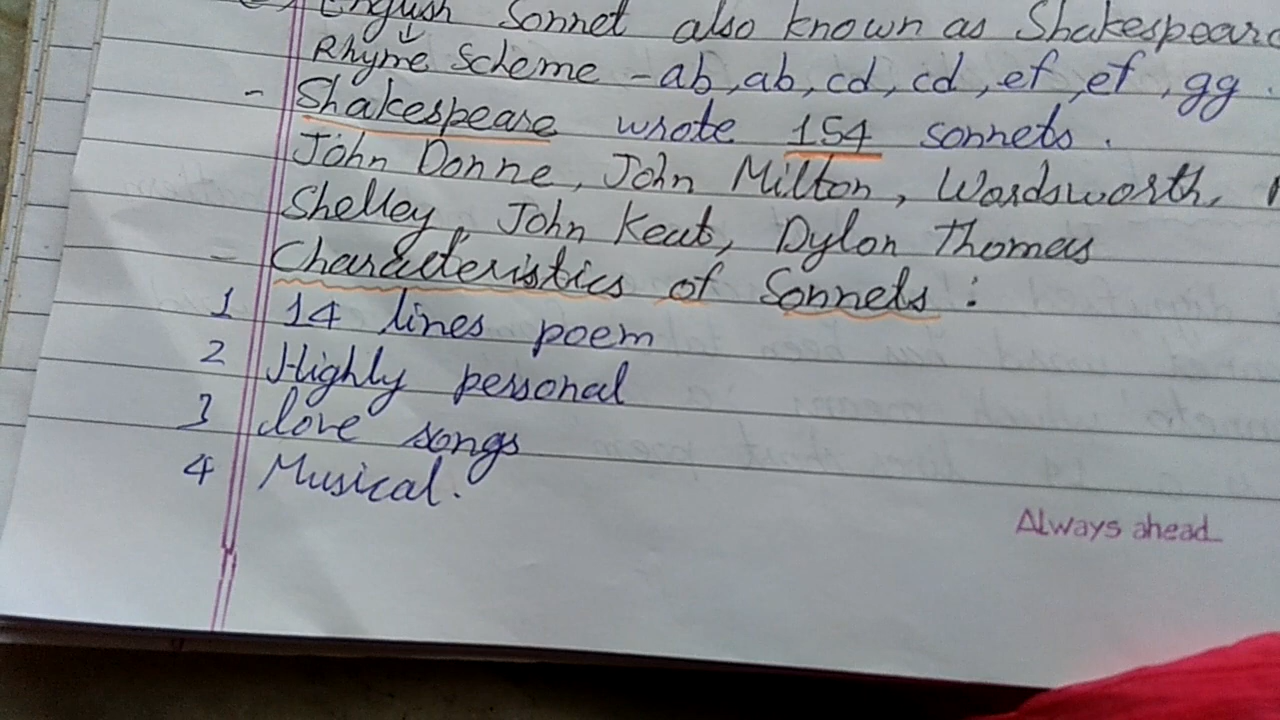 English Sonnet also known as Shakespeare
Rhyme Scheme - ab, ab, cd, cd, ef, ef, gg.
- Shakespeare wrote 154 sonnets.
John Donne, John Milton, Wordsworth,
Shelley, John Keats, Dylon Thomas
- Characteristics of Sonnets :
1 14 lines poem
2 Highly personal
3 love songs
4 Musical.
Always ahead